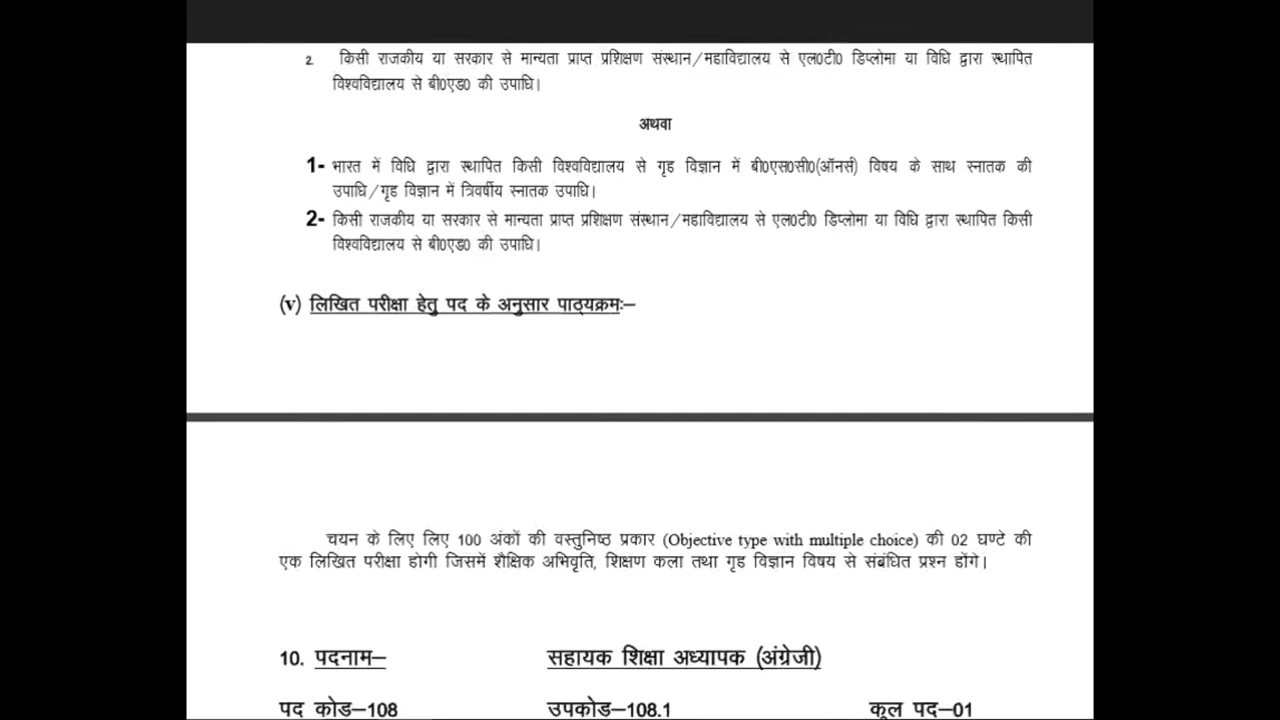 2. किसी राजकीय या सरकार से मान्यता प्राप्त प्रशिक्षण संस्थान/महाविद्यालय से एल0टी0 डिप्लोमा या विधि द्वारा स्थापित
विश्वविद्यालय से बी0एड0 की उपाधि।
अथवा
1- भारत में विधि द्वारा स्थापित किसी विश्वविद्यालय से गृह विज्ञान में बी0एस0सी0(ऑनर्स) विषय के साथ स्नातक की
उपाधि/गृह विज्ञान में त्रिवर्षीय स्नातक उपाधि।
2- किसी राजकीय या सरकार से मान्यता प्राप्त प्रशिक्षण संस्थान/महाविद्यालय से एल0टी0 डिप्लोमा या विधि द्वारा स्थापित किसी
विश्वविद्यालय से बी0एड0 की उपाधि।
(v) लिखित परीक्षा हेतु पद के अनुसार पाठ्यक्रमः–
चयन के लिए लिए 100 अंकों की वस्तुनिष्ठ प्रकार (Objective type with multiple choice) की 02 घण्टे की
एक लिखित परीक्षा होगी जिसमें शैक्षिक अभिवृति, शिक्षण कला तथा गृह विज्ञान विषय से संबंधित प्रश्न होंगे।
10. पदनाम– सहायक शिक्षा अध्यापक (अंग्रेजी)
पद कोड–108 उपकोड–108.1 कुल पद–01